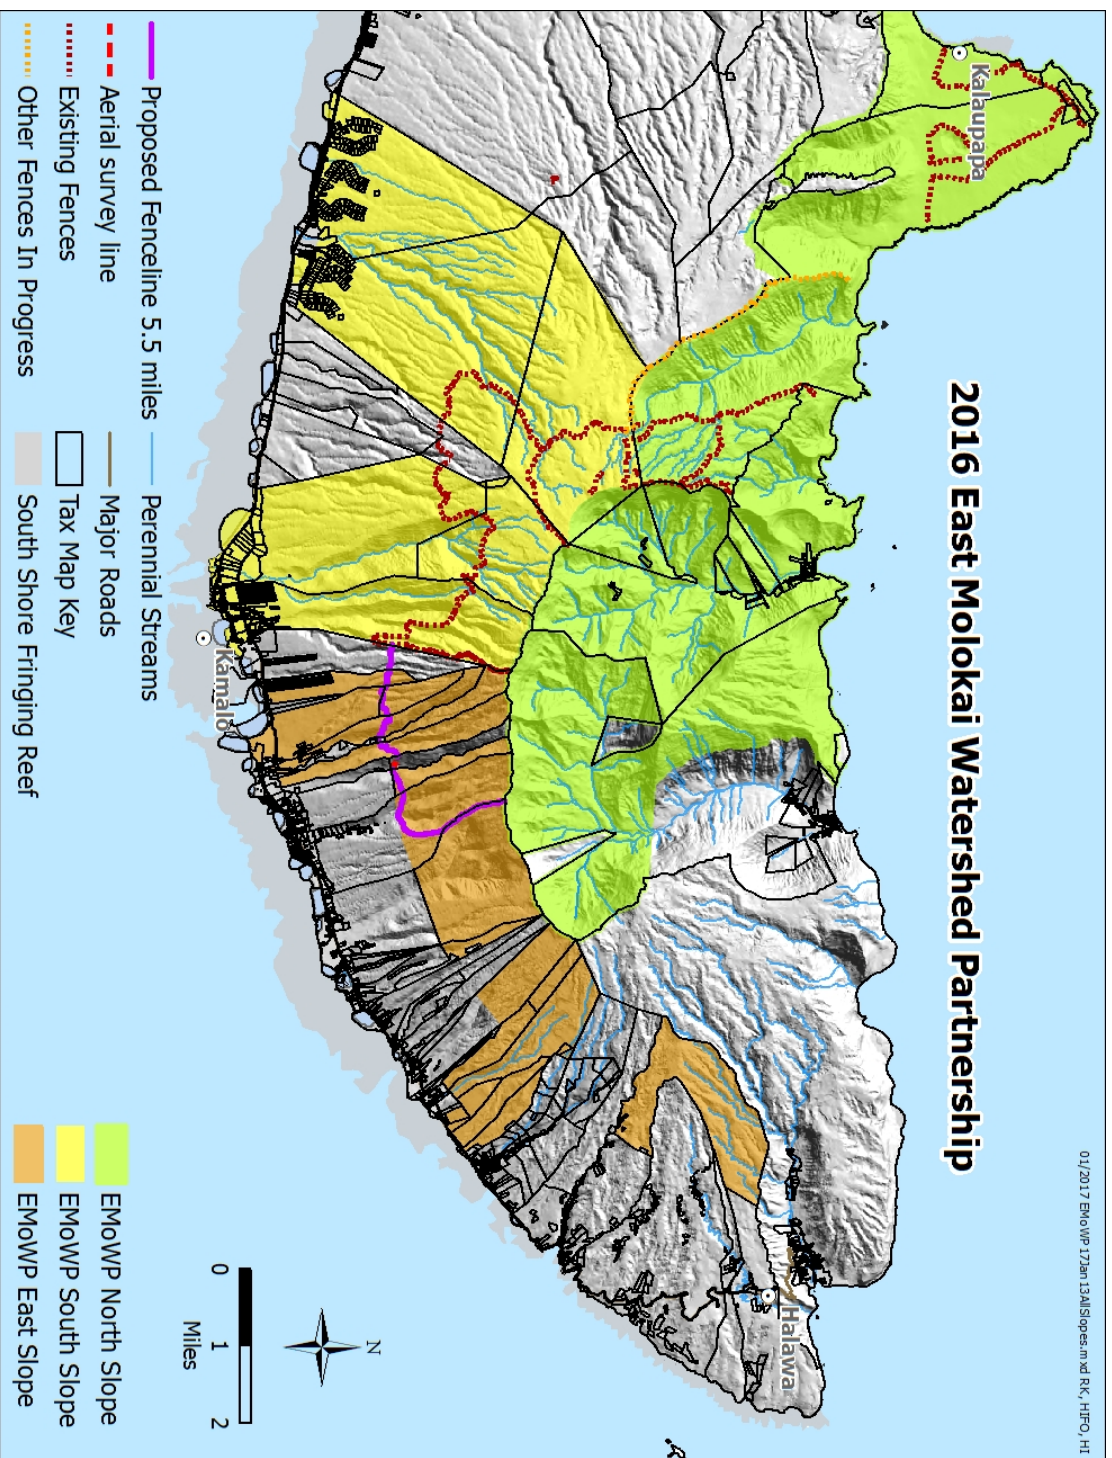 01/2017 EMoWP 17Jan13AllSlopes.mxd RK, HIFO, HI
2016 East Molokai Watershed Partnership
Kalaupapa
Halawa
Kamalo
N
0 1 2
Miles
Proposed Fenceline 5.5 miles
Aerial survey line
Existing Fences
Other Fences In Progress
Perennial Streams
Major Roads
Tax Map Key
South Shore Fringing Reef
EMoWP North Slope
EMoWP South Slope
EMoWP East Slope